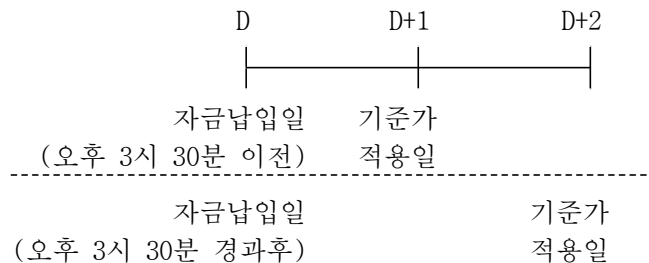 D D+1 D+2
자금납입일 기준가
(오후 3시 30분 이전) 적용일
자금납입일 기준가
(오후 3시 30분 경과후) 적용일